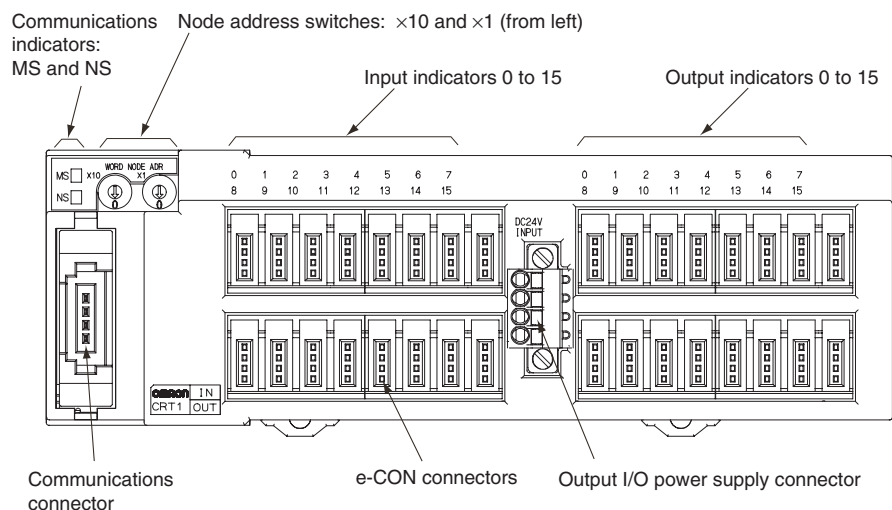 Communications
indicators:
MS and NS
Node address switches: ×10 and ×1 (from left)
Input indicators 0 to 15
Output indicators 0 to 15
WORD NODE ADR
MS
x10
X1
NS
0
0
0 1 2 3 4 5 6 7
8 9 10 11 12 13 14 15
DC24V
INPUT
0 1 2 3 4 5 6 7
8 9 10 11 12 13 14 15
OMRON
CRT1
IN
OUT
Communications
connector
e-CON connectors
Output I/O power supply connector